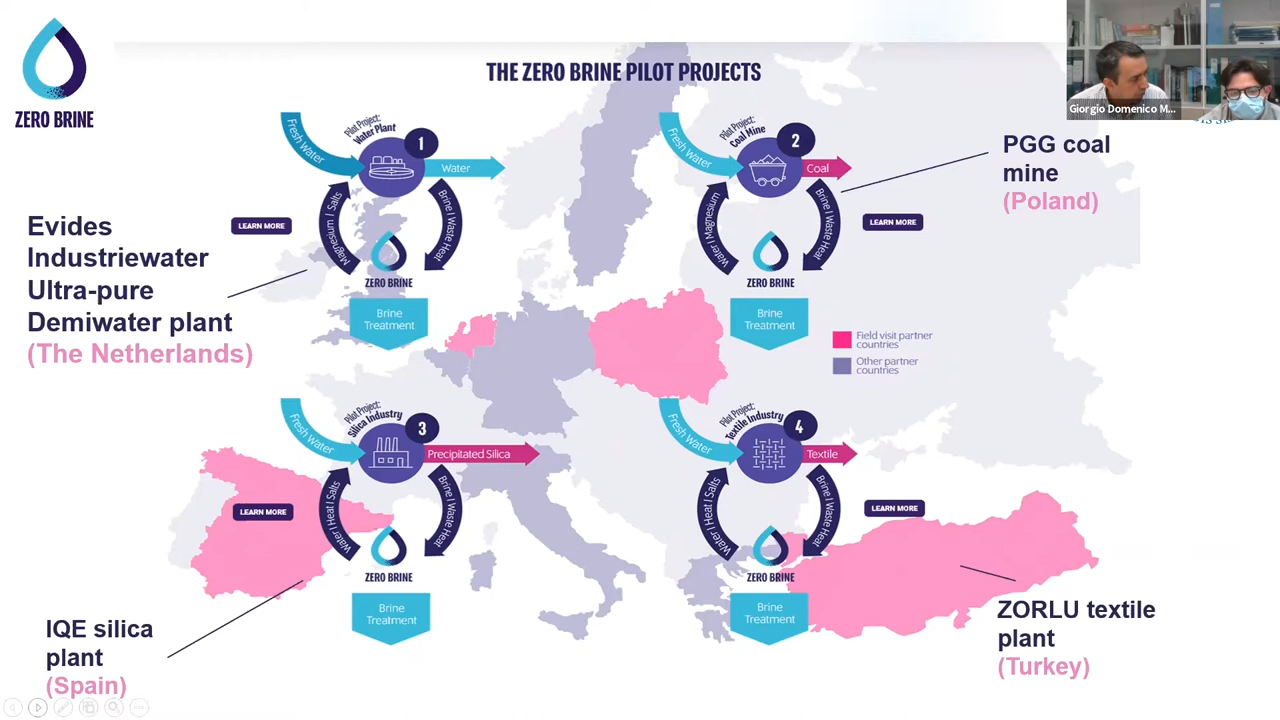 ZERO BRINE
THE ZERO BRINE PILOT PROJECTS
Giorgio Domenico M...
Pilot Project:
Water Plant
1
Fresh Water
Water
Magnesium | Salts
Brine | Waste Heat
LEARN MORE
ZERO BRINE
Brine
Treatment
Evides
Industriewater
Ultra-pure
Demiwater plant
(The Netherlands)
Pilot Project:
Coal Mine
2
Fresh Water
Coal
Water | Magnesium
Brine | Waste Heat
LEARN MORE
ZERO BRINE
Brine
Treatment
PGG coal
mine
(Poland)
Field visit partner
countries
Other partner
countries
Pilot Project:
Silica Industry
3
Fresh Water
Precipitated Silica
Water | Heat | Salts
Brine | Waste Heat
LEARN MORE
ZERO BRINE
Brine
Treatment
IQE silica
plant
(Spain)
Pilot Project:
Textile Industry
4
Fresh Water
Textile
Water | Heat | Salts
Brine | Waste Heat
LEARN MORE
ZERO BRINE
Brine
Treatment
ZORLU textile
plant
(Turkey)